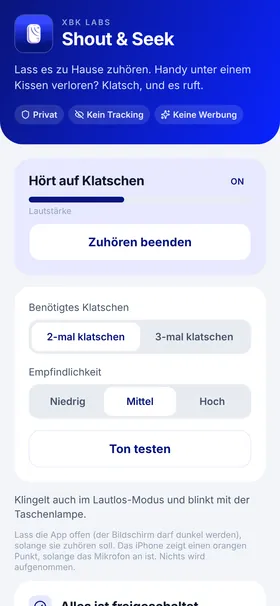 XBK LABS
Shout & Seek
Lass es zu Hause zuhören. Handy unter einem
Kissen verloren? Klatsch, und es ruft.
Privat
Kein Tracking
Keine Werbung
Hört auf Klatschen
ON
Lautstärke
Zuhören beenden
Benötigtes Klatschen
2-mal klatschen
3-mal klatschen
Empfindlichkeit
Niedrig
Mittel
Hoch
Ton testen
Klingelt auch im Lautlos-Modus und blinkt mit der
Taschenlampe.
Lass die App offen (der Bildschirm darf dunkel werden),
solange sie zuhören soll. Das iPhone zeigt einen orangen
Punkt, solange das Mikrofon an ist. Nichts wird
aufgenommen.
Alles ist freigeschaltet